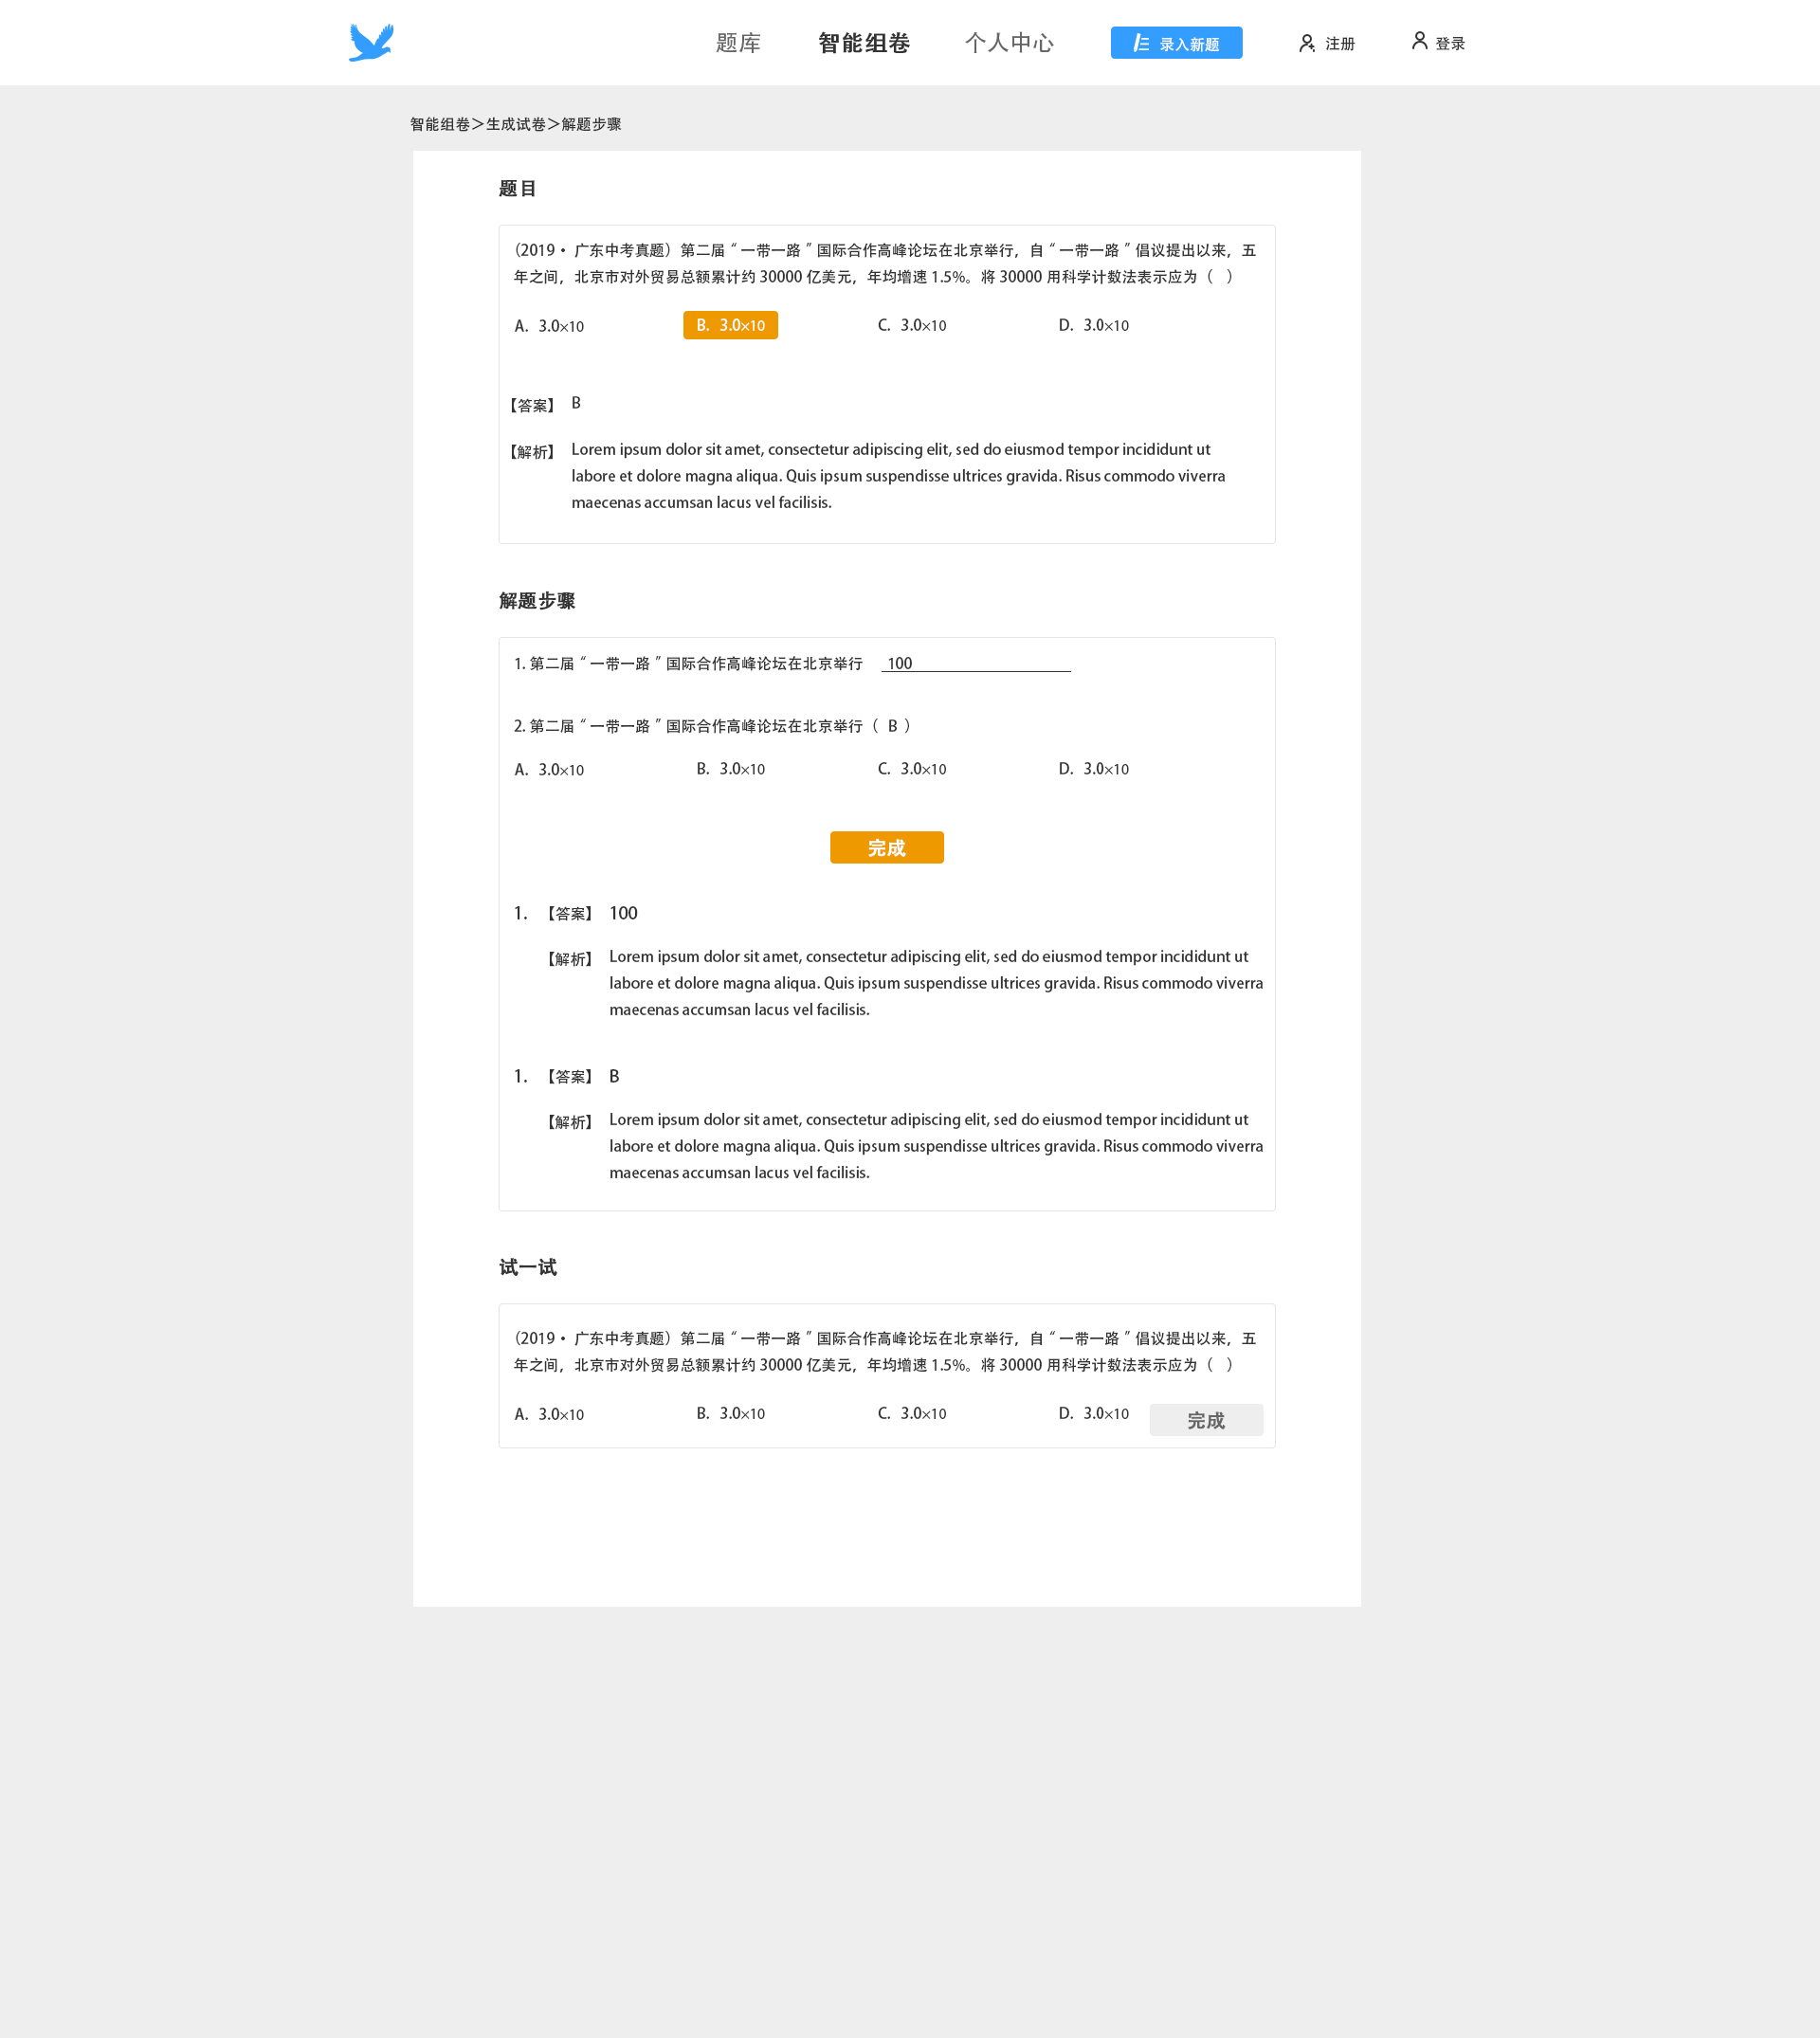 题库 智能组卷 个人中心 录入新题 注册 登录
智能组卷>生成试卷>解题步骤
题目
(2019• 广东中考真题) 第二届“一带一路”国际合作高峰论坛在北京举行,自“一带一路”倡议提出以来,五
年之间,北京市对外贸易总额累计约 30000 亿美元,年均增速 1.5%。将 30000 用科学计数法表示应为( )
A. 3.0×10 B. 3.0×10 C. 3.0×10 D. 3.0×10
【答案】 B
【解析】 Lorem ipsum dolor sit amet, consectetur adipiscing elit, sed do eiusmod tempor incididunt ut
labore et dolore magna aliqua. Quis ipsum suspendisse ultrices gravida. Risus commodo viverra
maecenas accumsan lacus vel facilisis.
解题步骤
1. 第二届“一带一路”国际合作高峰论坛在北京举行 100
2. 第二届“一带一路”国际合作高峰论坛在北京举行( B )
A. 3.0×10 B. 3.0×10 C. 3.0×10 D. 3.0×10
完成
1. 【答案】 100
【解析】 Lorem ipsum dolor sit amet, consectetur adipiscing elit, sed do eiusmod tempor incididunt ut
labore et dolore magna aliqua. Quis ipsum suspendisse ultrices gravida. Risus commodo viverra
maecenas accumsan lacus vel facilisis.
1. 【答案】 B
【解析】 Lorem ipsum dolor sit amet, consectetur adipiscing elit, sed do eiusmod tempor incididunt ut
labore et dolore magna aliqua. Quis ipsum suspendisse ultrices gravida. Risus commodo viverra
maecenas accumsan lacus vel facilisis.
试一试
(2019• 广东中考真题) 第二届“一带一路”国际合作高峰论坛在北京举行,自“一带一路”倡议提出以来,五
年之间,北京市对外贸易总额累计约 30000 亿美元,年均增速 1.5%。将 30000 用科学计数法表示应为( )
A. 3.0×10 B. 3.0×10 C. 3.0×10 D. 3.0×10 完成